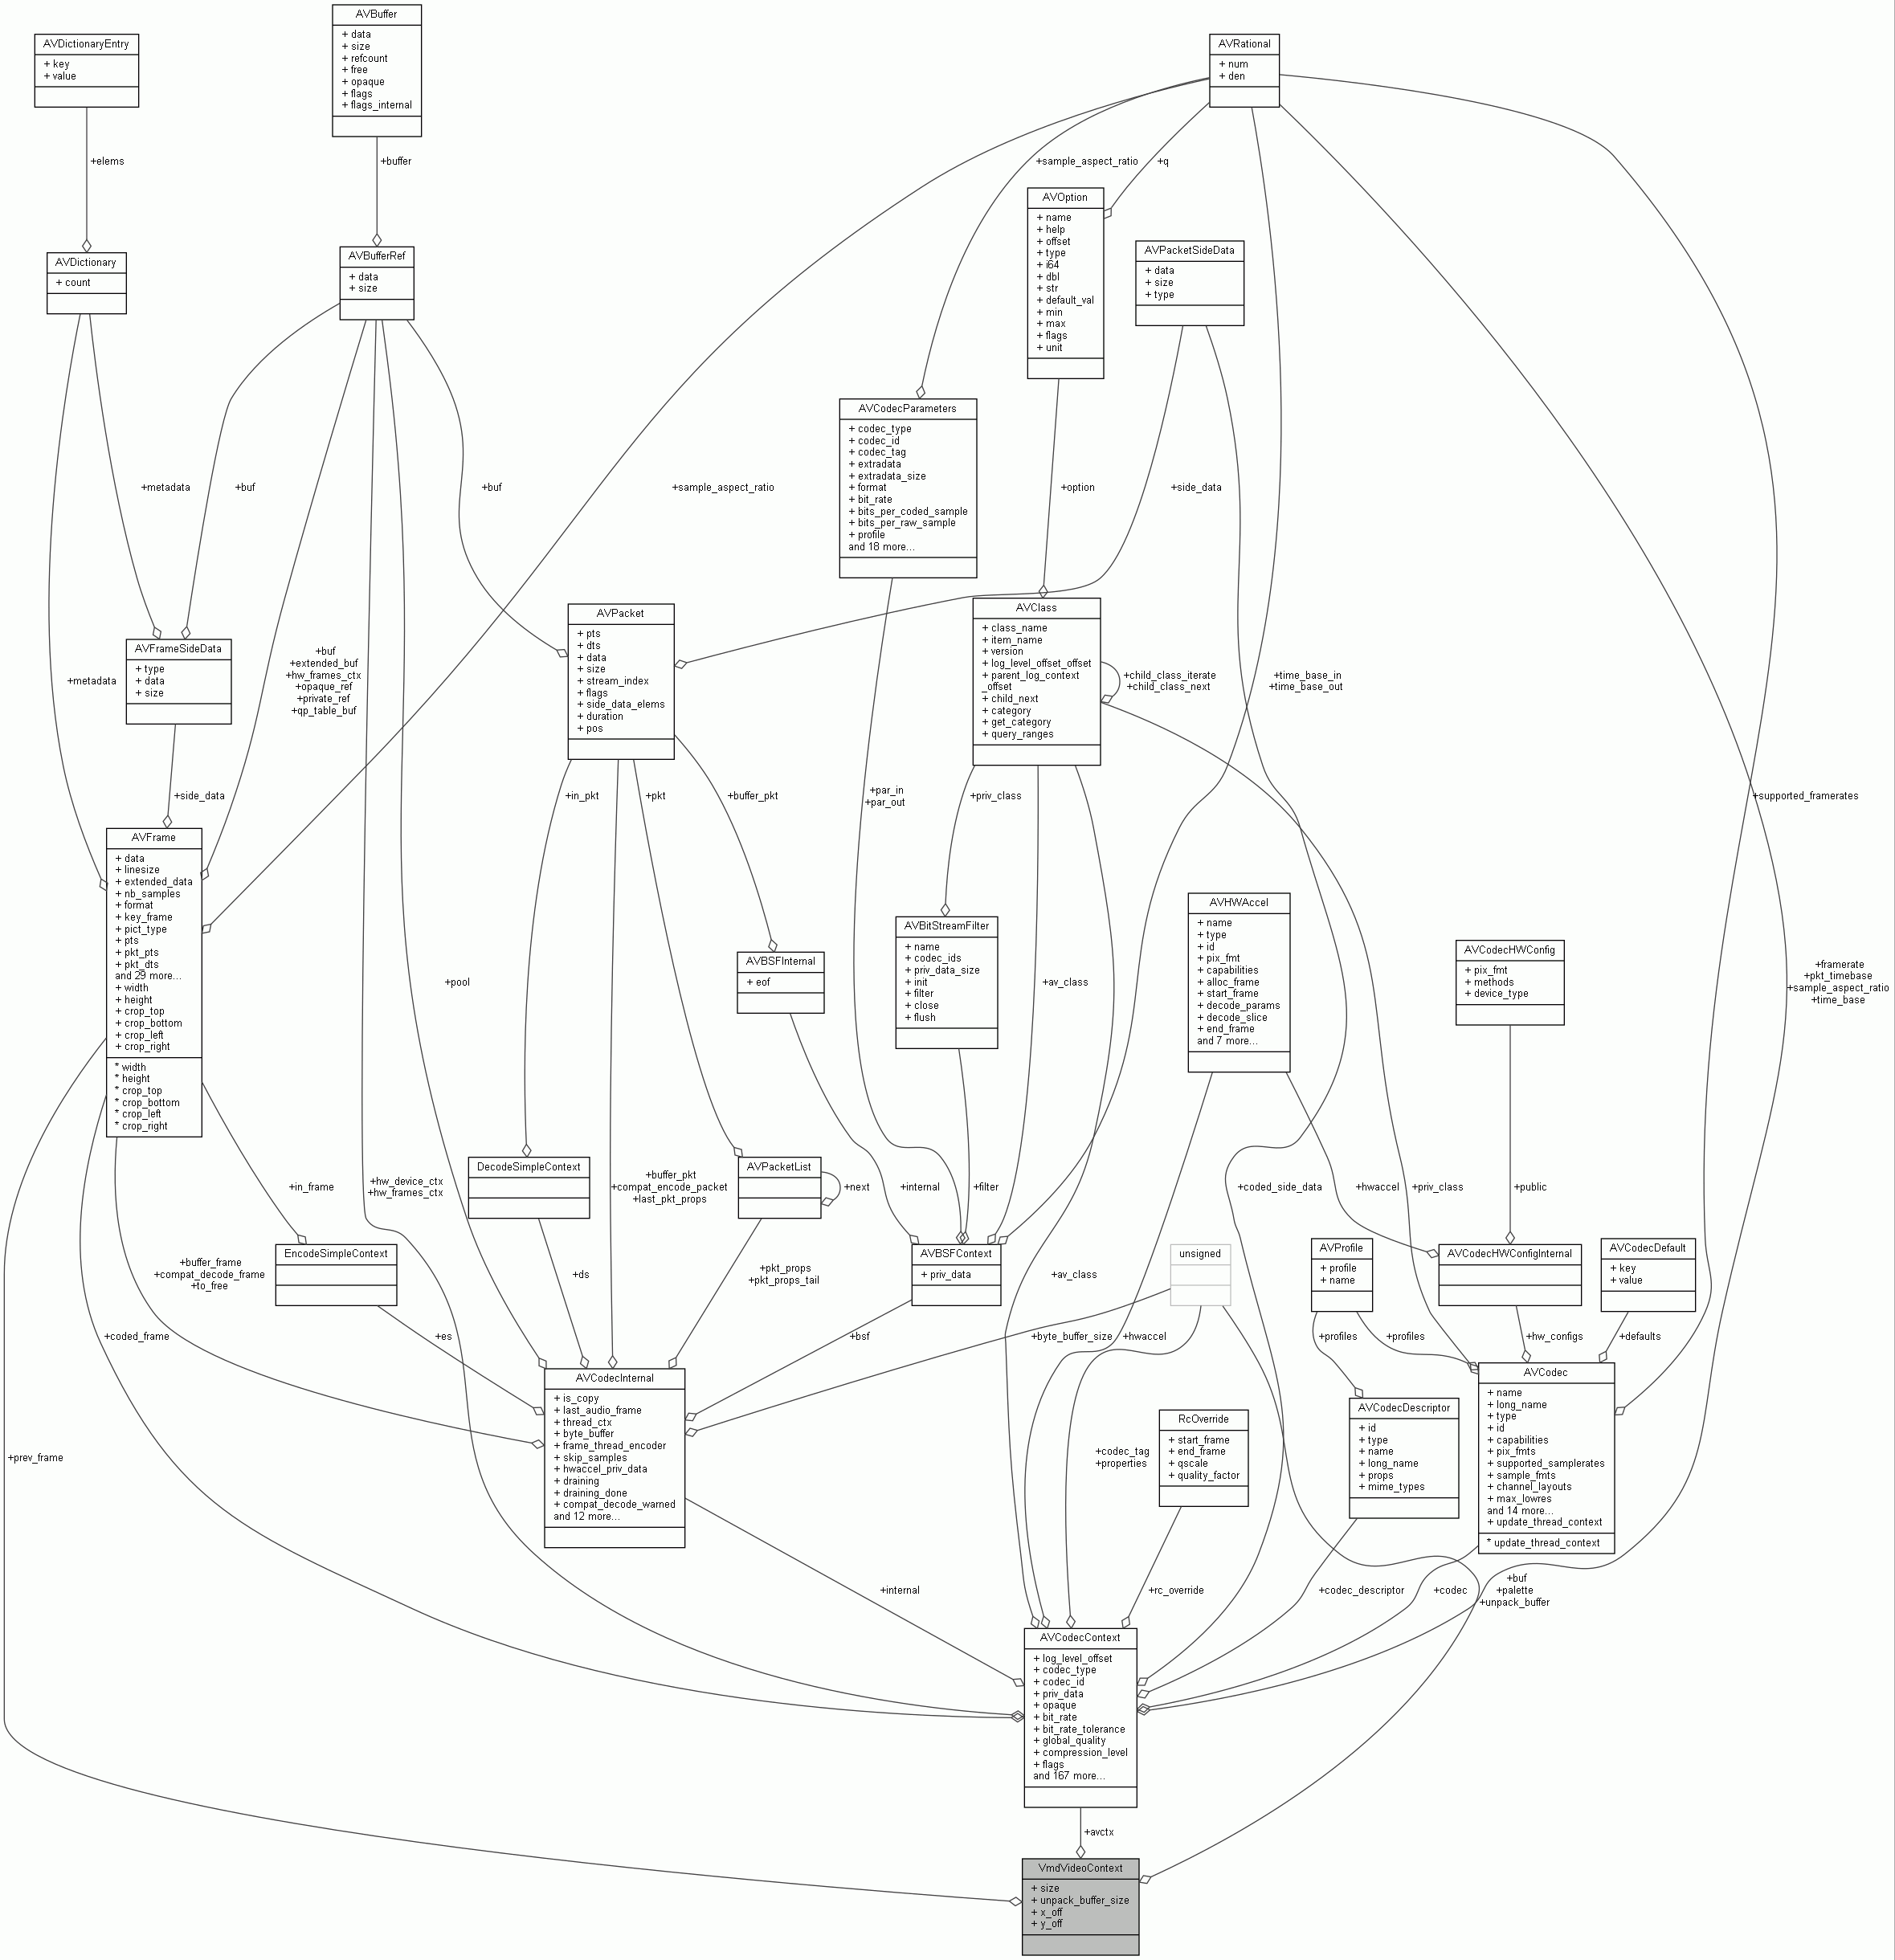 AVBuffer
+ data
+ size
+ refcount
+ free
+ opaque
+ flags
+ flags_internal
AVDictionaryEntry
+ key
+ value
AVRational
+ num
+ den
+elems
+buffer
+sample_aspect_ratio
+q
AVOption
+ name
+ help
+ offset
+ type
+ i64
+ dbl
+ str
+ default_val
+ min
+ max
+ flags
+ unit
AVDictionary
+ count
AVBufferRef
+ data
+ size
AVPacketSideData
+ data
+ size
+ type
AVCodecParameters
+ codec_type
+ codec_id
+ codec_tag
+ extradata
+ extradata_size
+ format
+ bit_rate
+ bits_per_coded_sample
+ bits_per_raw_sample
+ profile
and 18 more...
+metadata
+buf
+buf
+sample_aspect_ratio
+option
+side_data
AVPacket
+ pts
+ dts
+ data
+ size
+ stream_index
+ flags
+ side_data_elems
+ duration
+ pos
AVClass
+ class_name
+ item_name
+ version
+ log_level_offset_offset
+ parent_log_context
_offset
+ child_next
+ category
+ get_category
+ query_ranges
AVFrameSideData
+ type
+ data
+ size
+metadata
+buf
+extended_buf
+hw_frames_ctx
+opaque_ref
+private_ref
+qp_table_buf
+child_class_iterate
+child_class_next
+time_base_in
+time_base_out
+side_data
+in_pkt
+pkt
+buffer_pkt
+par_in
+par_out
+priv_class
+supported_framerates
AVFrame
+ data
+ linesize
+ extended_data
+ nb_samples
+ format
+ key_frame
+ pict_type
+ pts
+ pkt_pts
+ pkt_dts
and 29 more...
+ width
+ height
+ crop_top
+ crop_bottom
+ crop_left
+ crop_right
* width
* height
* crop_top
* crop_bottom
* crop_left
* crop_right
AVHWAccel
+ name
+ type
+ id
+ pix_fmt
+ capabilities
+ alloc_frame
+ start_frame
+ decode_params
+ decode_slice
+ end_frame
and 7 more...
AVBitStreamFilter
+ name
+ codec_ids
+ priv_data_size
+ init
+ filter
+ close
+ flush
AVCodecHWConfig
+ pix_fmt
+ methods
+ device_type
AVBSFInternal
+ eof
+pool
+av_class
+framerate
+pkt_timebase
+sample_aspect_ratio
+time_base
DecodeSimpleContext
AVPacketList
+next
+in_frame
+hw_device_ctx
+hw_frames_ctx
+buffer_pkt
+compat_encode_packet
+last_pkt_props
+internal
+filter
+coded_side_data
+hwaccel
+priv_class
+public
EncodeSimpleContext
AVBSFContext
+ priv_data
unsigned
AVProfile
+ profile
+ name
AVCodecHWConfigInternal
AVCodecDefault
+ key
+ value
+buffer_frame
+compat_decode_frame
+to_free
+ds
+pkt_props
+pkt_props_tail
+av_class
+coded_frame
+es
+bsf
+byte_buffer_size
+hwaccel
+profiles
+profiles
+hw_configs
+defaults
AVCodecInternal
+ is_copy
+ last_audio_frame
+ thread_ctx
+ byte_buffer
+ frame_thread_encoder
+ skip_samples
+ hwaccel_priv_data
+ draining
+ draining_done
+ compat_decode_warned
and 12 more...
AVCodec
+ name
+ long_name
+ type
+ id
+ capabilities
+ pix_fmts
+ supported_samplerates
+ sample_fmts
+ channel_layouts
+ max_lowres
and 14 more...
+ update_thread_context
* update_thread_context
AVCodecDescriptor
+ id
+ type
+ name
+ long_name
+ props
+ mime_types
RcOverride
+ start_frame
+ end_frame
+ qscale
+ quality_factor
+prev_frame
+codec_tag
+properties
+internal
+rc_override
+codec_descriptor
+codec
+buf
+palette
+unpack_buffer
AVCodecContext
+ log_level_offset
+ codec_type
+ codec_id
+ priv_data
+ opaque
+ bit_rate
+ bit_rate_tolerance
+ global_quality
+ compression_level
+ flags
and 167 more...
+avctx
VmdVideoContext
+ size
+ unpack_buffer_size
+ x_off
+ y_off